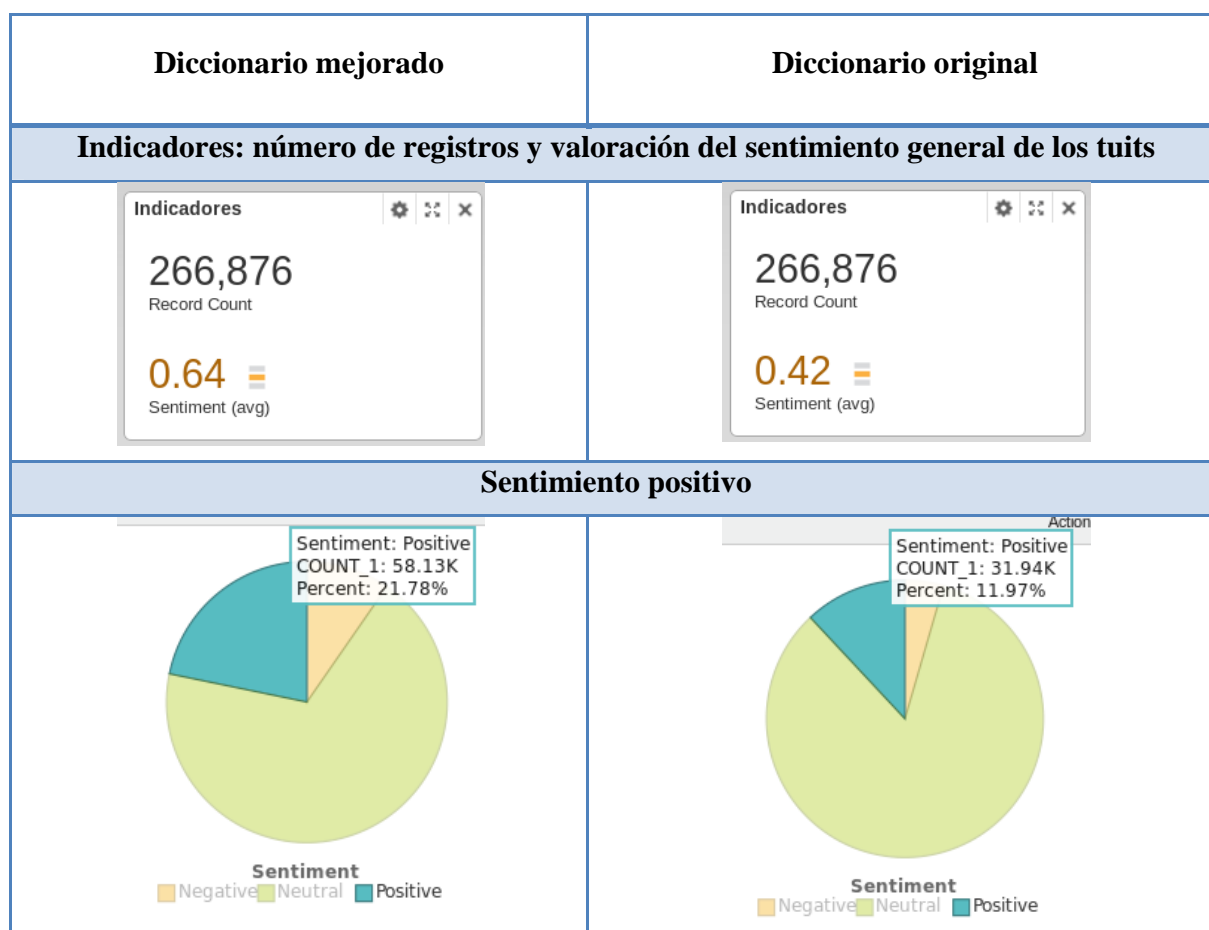 Diccionario mejorado
Diccionario original
Indicadores: número de registros y valoración del sentimiento general de los tuits
Indicadores
266,876
Record Count
0.64
Sentiment (avg)
Indicadores
266,876
Record Count
0.42
Sentiment (avg)
Sentimiento positivo
Sentiment: Positive
COUNT_1: 58.13K
Percent: 21.78%
Sentiment
Negative Neutral Positive
Action
Sentiment: Positive
COUNT_1: 31.94K
Percent: 11.97%
Sentiment
Negative Neutral Positive